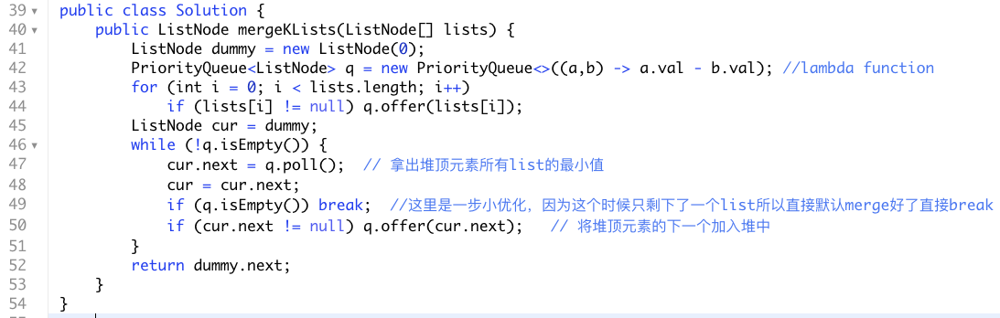 39 public class Solution {
40 public ListNode mergeKLists(ListNode[] lists) {
41 ListNode dummy = new ListNode(0);
42 PriorityQueue<ListNode> q = new PriorityQueue<>((a,b) -> a.val - b.val); //lambda function
43 for (int i = 0; i < lists.length; i++)
44 if (lists[i] != null) q.offer(lists[i]);
45 ListNode cur = dummy;
46 while (!q.isEmpty()) {
47 cur.next = q.poll(); // 拿出堆顶元素所有list的最小值
48 cur = cur.next;
49 if (q.isEmpty()) break; //这里是一步小优化，因为这个时候只剩下了一个list所以直接默认merge好了直接break
50 if (cur.next != null) q.offer(cur.next); // 将堆顶元素的下一个加入堆中
51 }
52 return dummy.next;
53 }
54 }